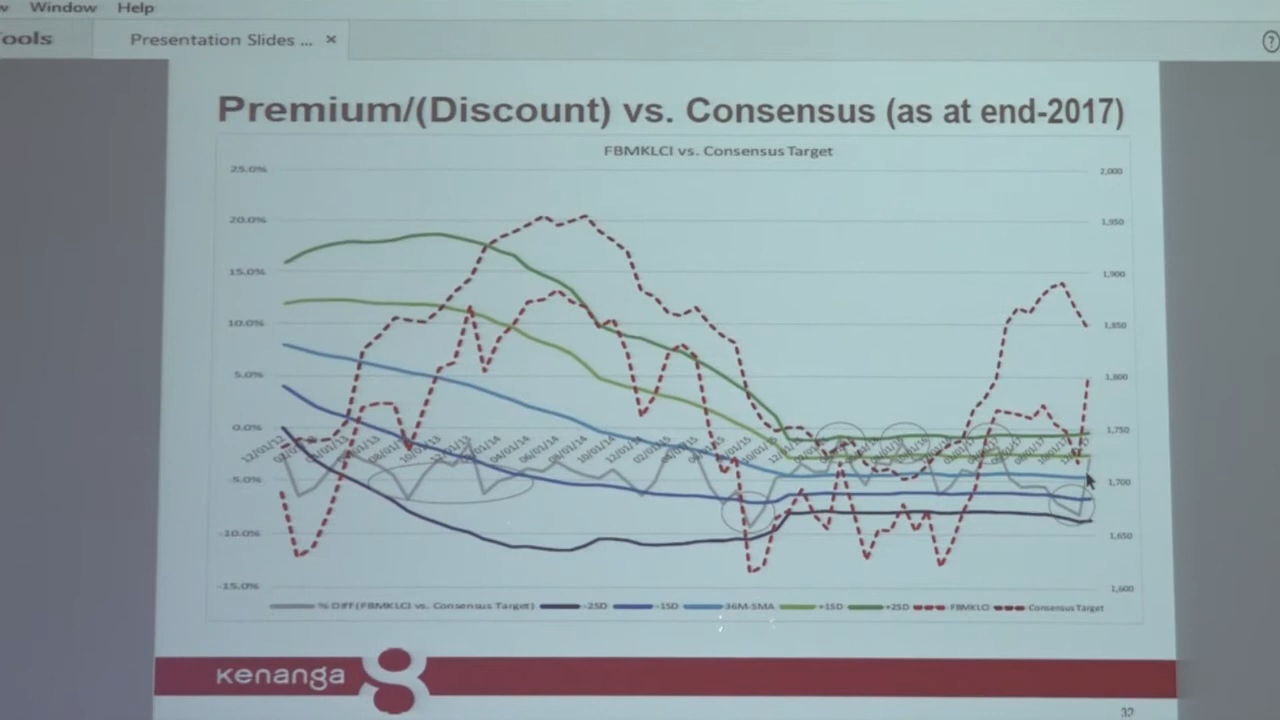 Window Help
ools
Presentation Slides ... ×
?
Premium/(Discount) vs. Consensus (as at end-2017)
FBMKLCI vs. Consensus Target
25.0%
20.0%
15.0%
10.0%
5.0%
0.0%
-5.0%
-10.0%
-15.0%
2,000
1,950
1,900
1,850
1,800
1,750
1,700
1,650
1,600
% DIFF (FBMKLCI vs. Consensus Target) -2SD -1SD 36M-SMA +1SD +2SD FBMKLCI Consensus Target
kenanga
32